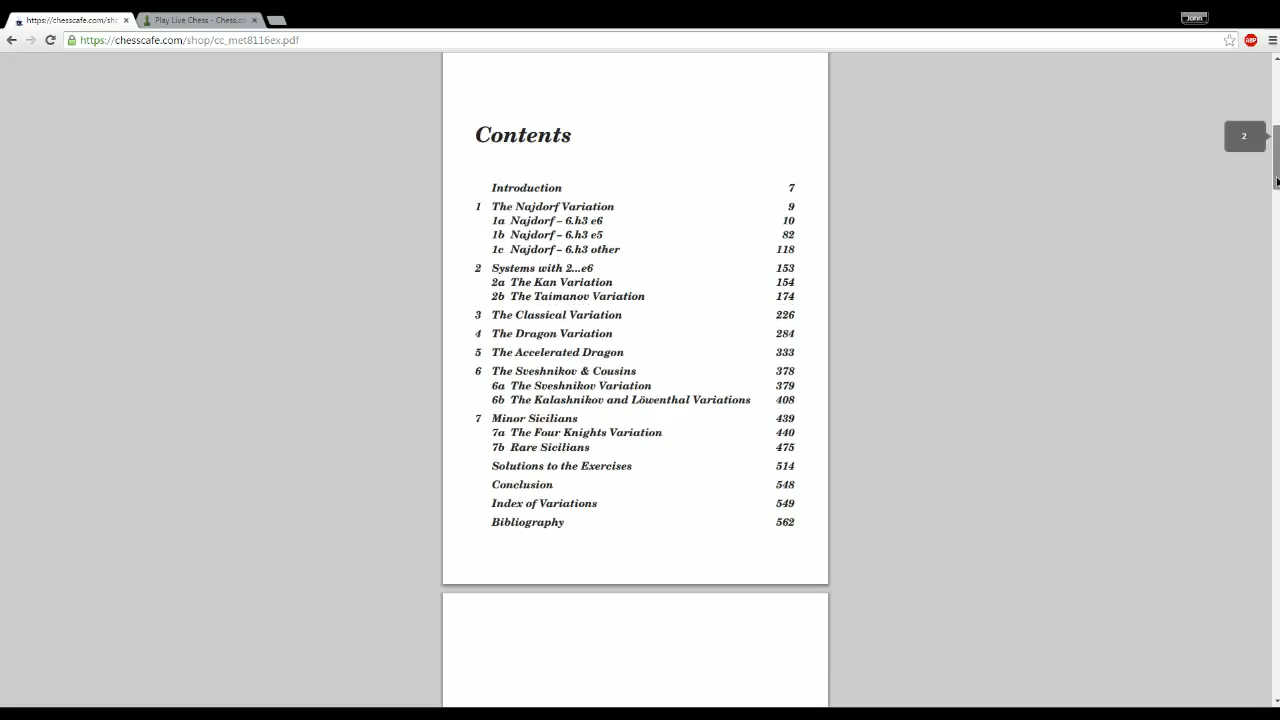 https://chesscafe.com/sho
Play Live Chess - Chess.co
John
https://chesscafe.com/shop/cc_met8116ex.pdf
ABP
Contents
2
Introduction 7
1 The Najdorf Variation 9
1a Najdorf – 6.h3 e6 10
1b Najdorf – 6.h3 e5 82
1c Najdorf – 6.h3 other 118
2 Systems with 2...e6 153
2a The Kan Variation 154
2b The Taimanov Variation 174
3 The Classical Variation 226
4 The Dragon Variation 284
5 The Accelerated Dragon 333
6 The Sveshnikov & Cousins 378
6a The Sveshnikov Variation 379
6b The Kalashnikov and Löwenthal Variations 408
7 Minor Sicilians 439
7a The Four Knights Variation 440
7b Rare Sicilians 475
Solutions to the Exercises 514
Conclusion 548
Index of Variations 549
Bibliography 562